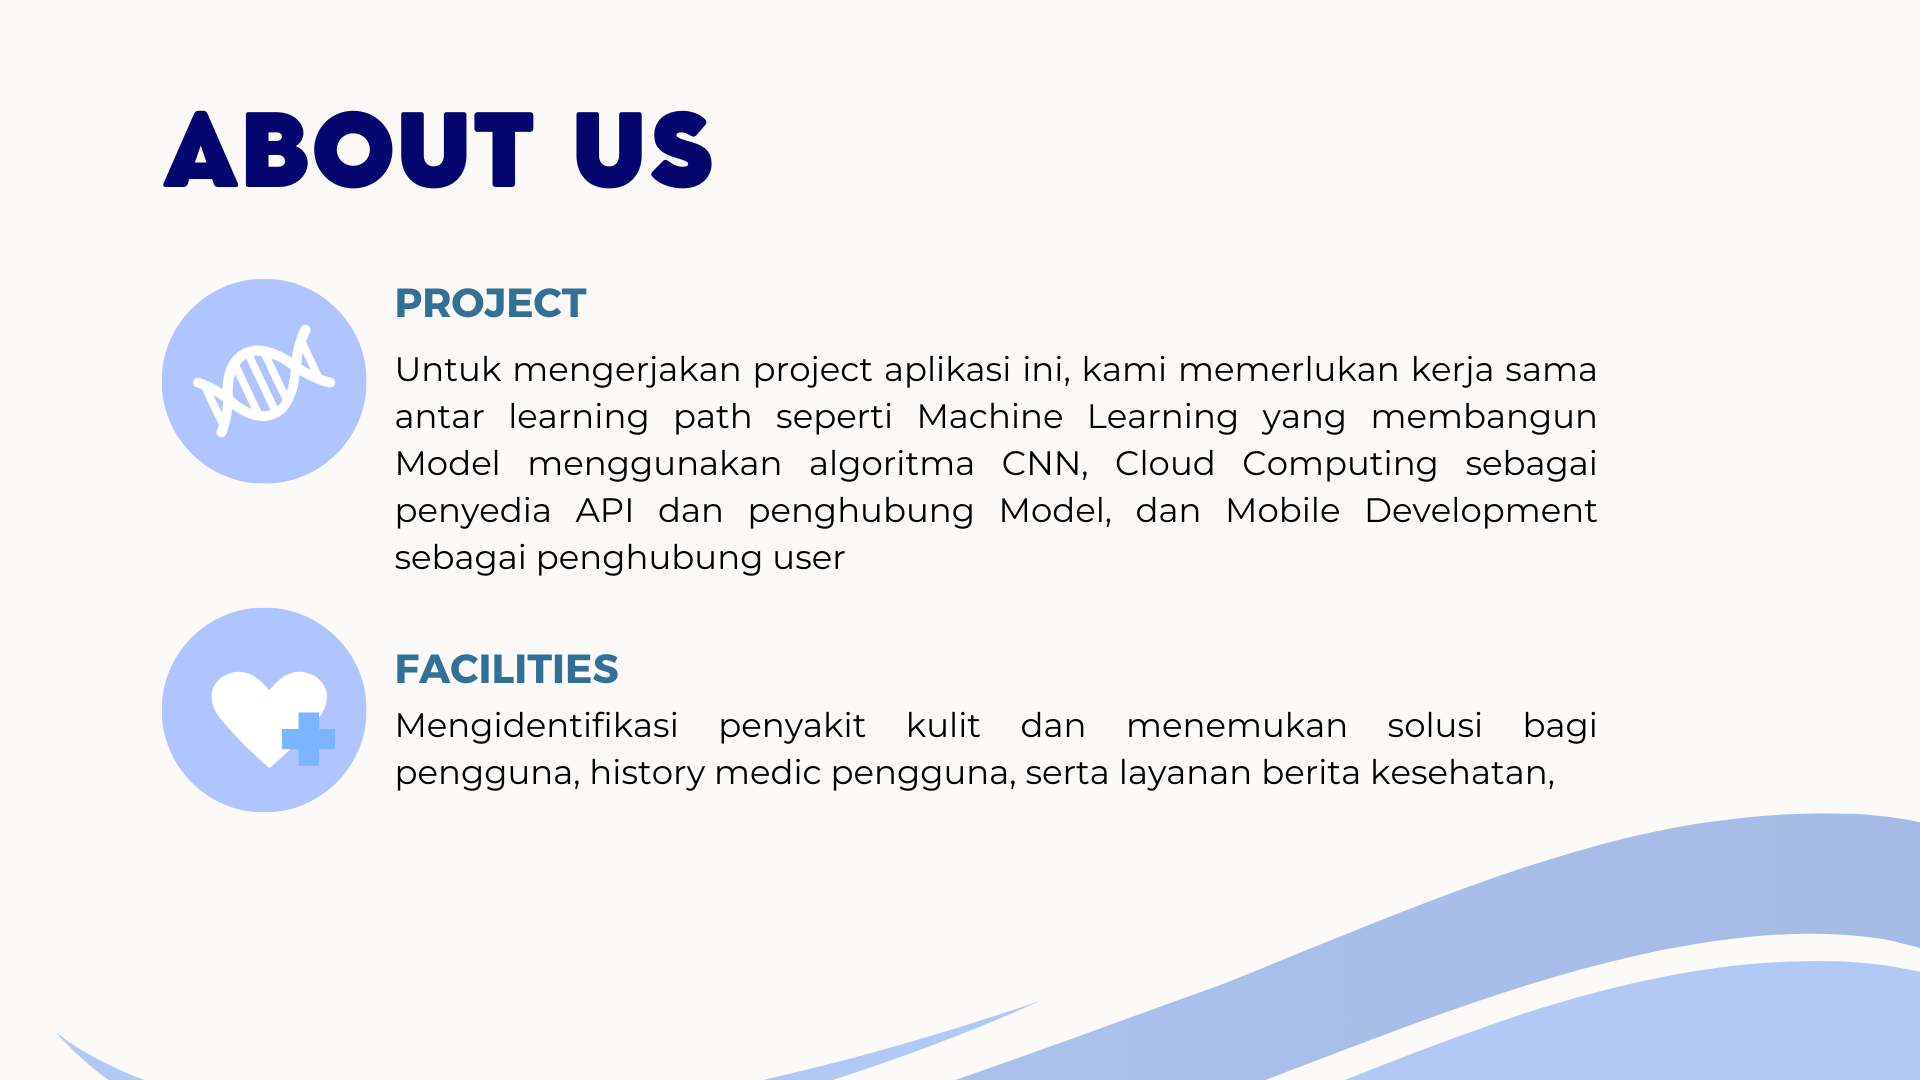 ABOUT US
PROJECT
Untuk mengerjakan project aplikasi ini, kami memerlukan kerja sama
antar learning path seperti Machine Learning yang membangun
Model menggunakan algoritma CNN, Cloud Computing sebagai
penyedia API dan penghubung Model, dan Mobile Development
sebagai penghubung user
FACILITIES
Mengidentifikasi penyakit kulit dan menemukan solusi bagi
pengguna, history medic pengguna, serta layanan berita kesehatan,